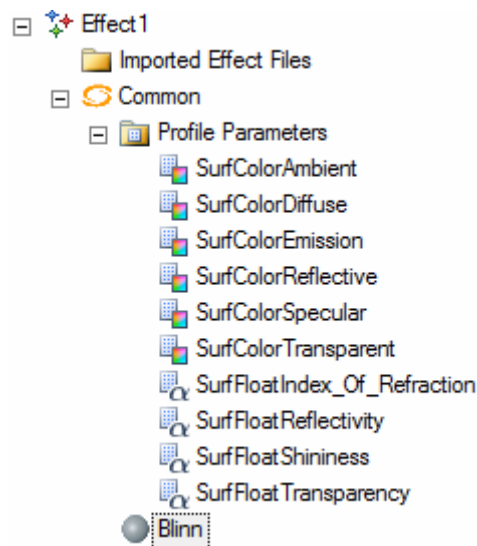 Effect1
Imported Effect Files
Common
Profile Parameters
SurfColorAmbient
SurfColorDiffuse
SurfColorEmission
SurfColorReflective
SurfColorSpecular
SurfColorTransparent
SurfFloatIndex_Of_Refraction
SurfFloatReflectivity
SurfFloatShininess
SurfFloatTransparency
Blinn